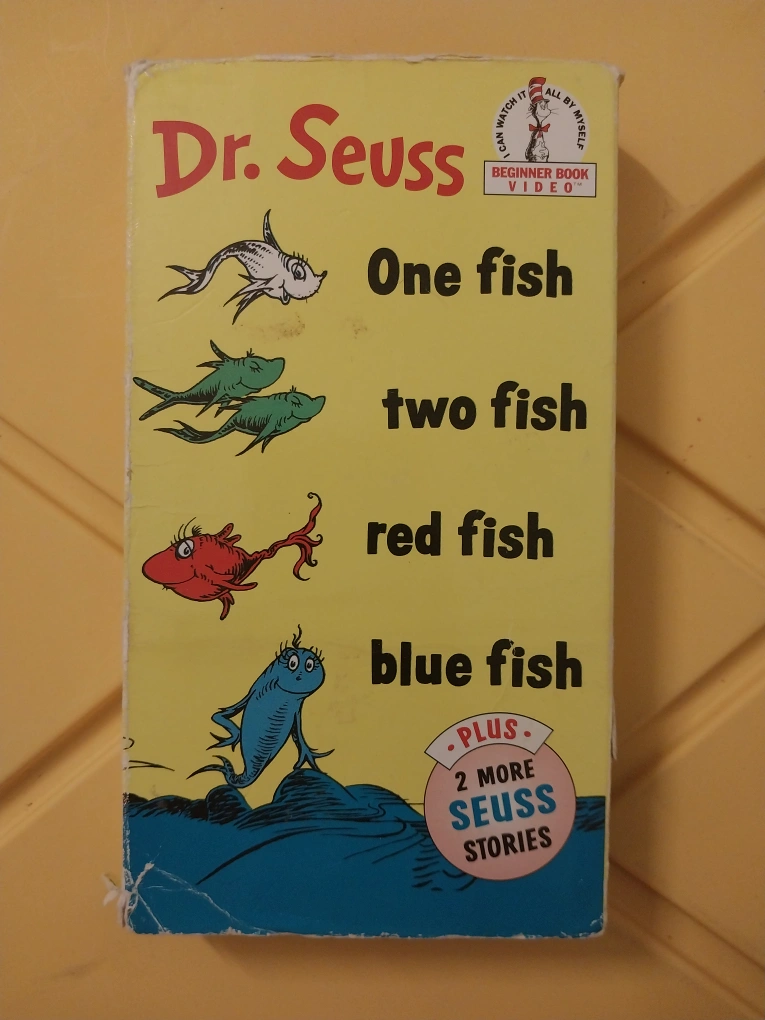 Dr. Seuss
I CAN WATCH IT ALL BY MYSELF
BEGINNER BOOK
VIDEO™
One fish
two fish
red fish
blue fish
·PLUS·
2 MORE
SEUSS
STORIES